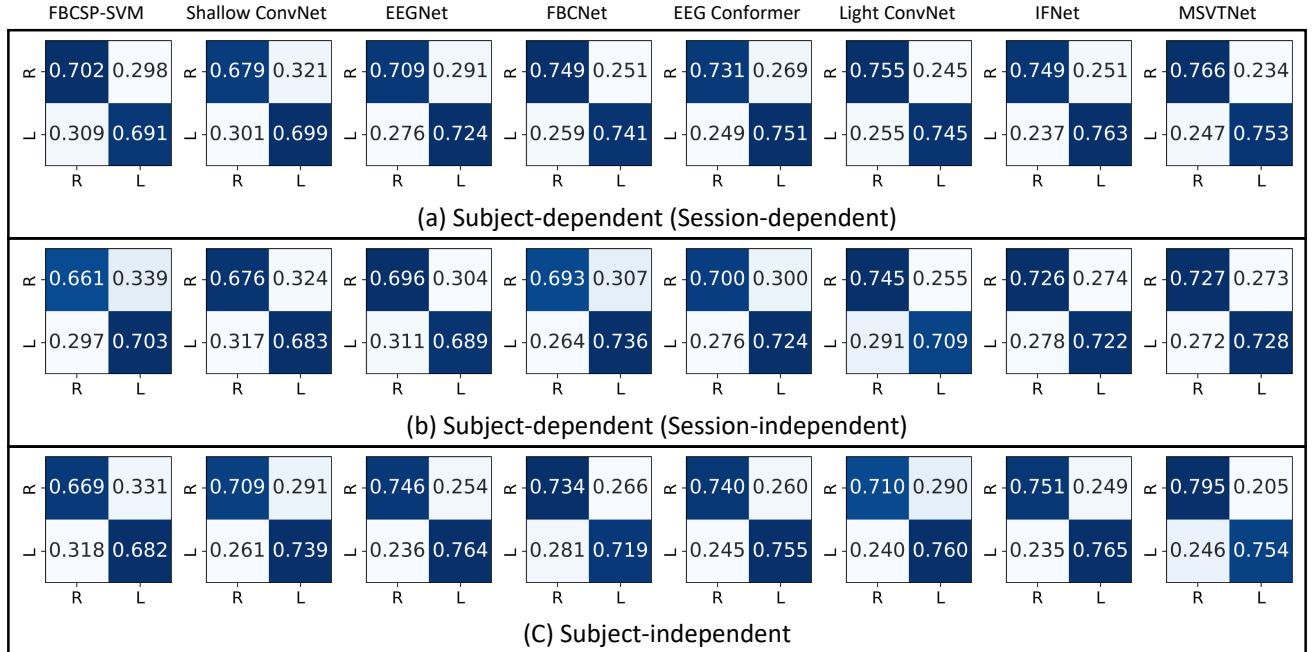 FBCSP-SVM Shallow ConvNet EEGNet FBCNet EEG Conformer Light ConvNet IFNet MSVTNet
R 0.702 0.298 R 0.679 0.321 R 0.709 0.291 R 0.749 0.251 R 0.731 0.269 R 0.755 0.245 R 0.749 0.251 R 0.766 0.234
L 0.309 0.691 L 0.301 0.699 L 0.276 0.724 L 0.259 0.741 L 0.249 0.751 L 0.255 0.745 L 0.237 0.763 L 0.247 0.753
R L R L R L R L R L R L R L R L
(a) Subject-dependent (Session-dependent)
R 0.661 0.339 R 0.676 0.324 R 0.696 0.304 R 0.693 0.307 R 0.700 0.300 R 0.745 0.255 R 0.726 0.274 R 0.727 0.273
L 0.297 0.703 L 0.317 0.683 L 0.311 0.689 L 0.264 0.736 L 0.276 0.724 L 0.291 0.709 L 0.278 0.722 L 0.272 0.728
R L R L R L R L R L R L R L R L
(b) Subject-dependent (Session-independent)
R 0.669 0.331 R 0.709 0.291 R 0.746 0.254 R 0.734 0.266 R 0.740 0.260 R 0.710 0.290 R 0.751 0.249 R 0.795 0.205
L 0.318 0.682 L 0.261 0.739 L 0.236 0.764 L 0.281 0.719 L 0.245 0.755 L 0.240 0.760 L 0.235 0.765 L 0.246 0.754
R L R L R L R L R L R L R L R L
(C) Subject-independent